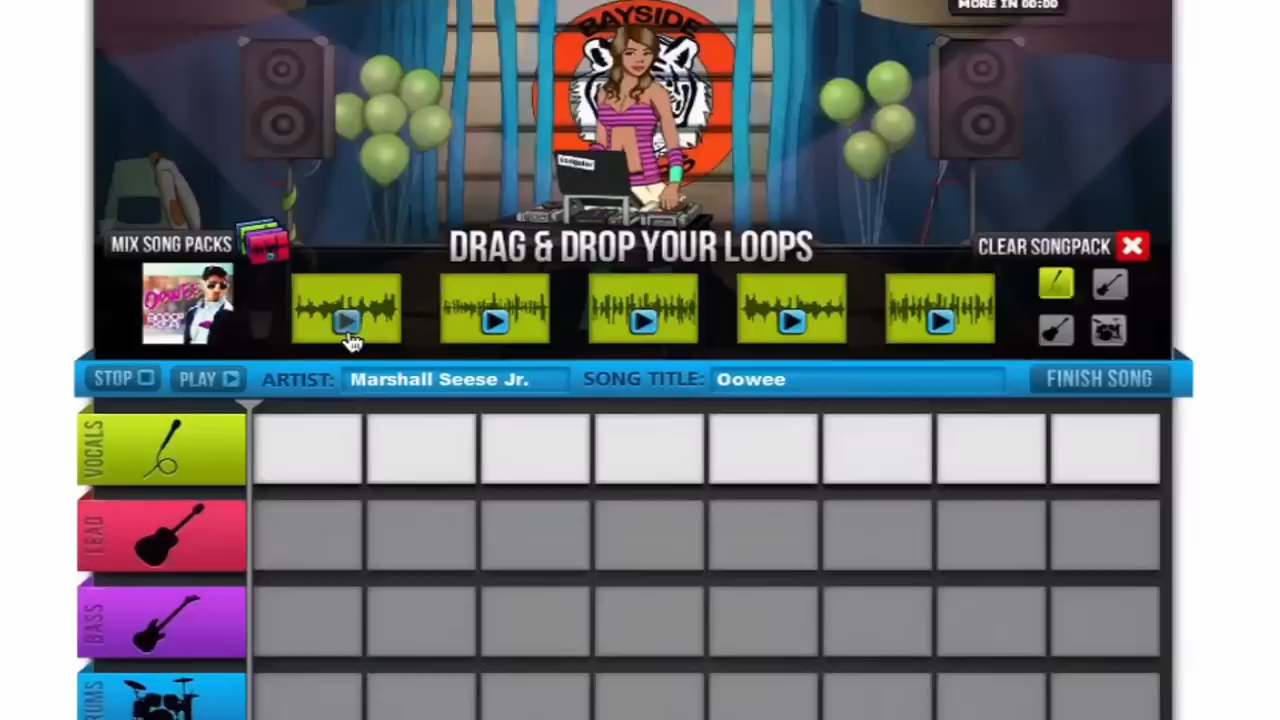 MORE IN 00:00
BAYSIDE
MIX SONG PACKS
DRAG & DROP YOUR LOOPS
CLEAR SONGPACK
OOWEE
STOP
PLAY
ARTIST:
Marshall Seese Jr.
SONG TITLE:
Oowee
FINISH SONG
VOCALS
LEAD
BASS